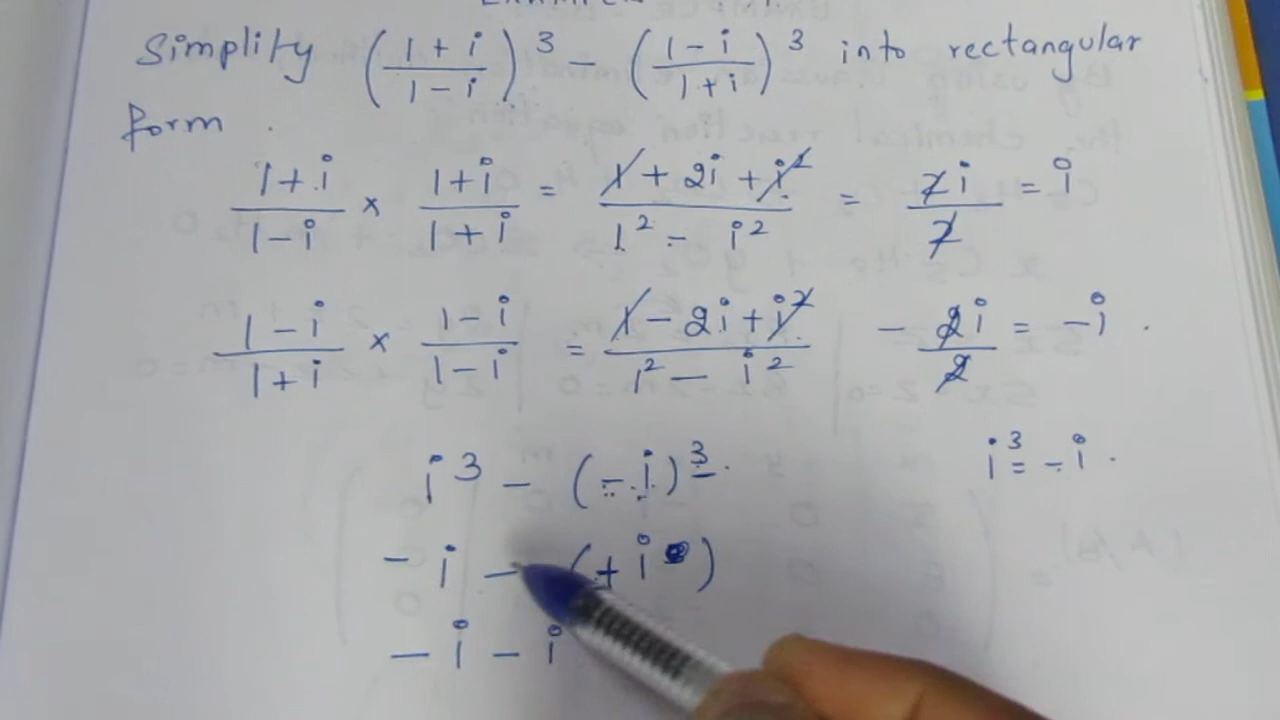 Simplify ((1 + i)/(1 - i))³ - ((1 - i)/(1 + i))³ into rectangular
form .
(1+i)/(1-i) × (1+i)/(1+i) = (1 + 2i + i²)/(1² - i²) = 2i/2 = i
(1-i)/(1+i) × (1-i)/(1-i) = (1 - 2i + i²)/(1² - i²) - 2i/2 = -i .
i³ - (-i)³ . i³ = -i .
- i - (+ i )
- i - i